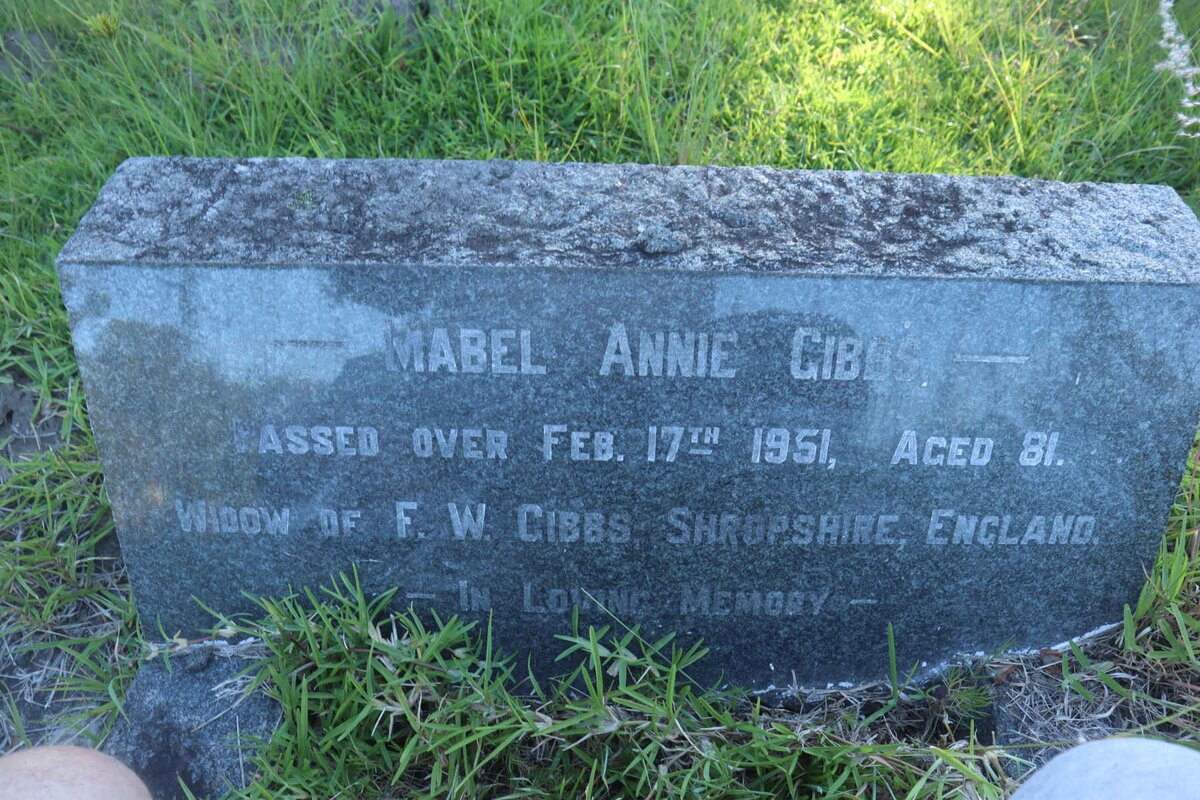 — MABEL ANNIE GIBBS, —
PASSED OVER FEB. 17TH 1951, AGED 81.
WIDOW OF F. W. GIBBS, SHROPSHIRE, ENGLAND.
— IN LOVING MEMORY —